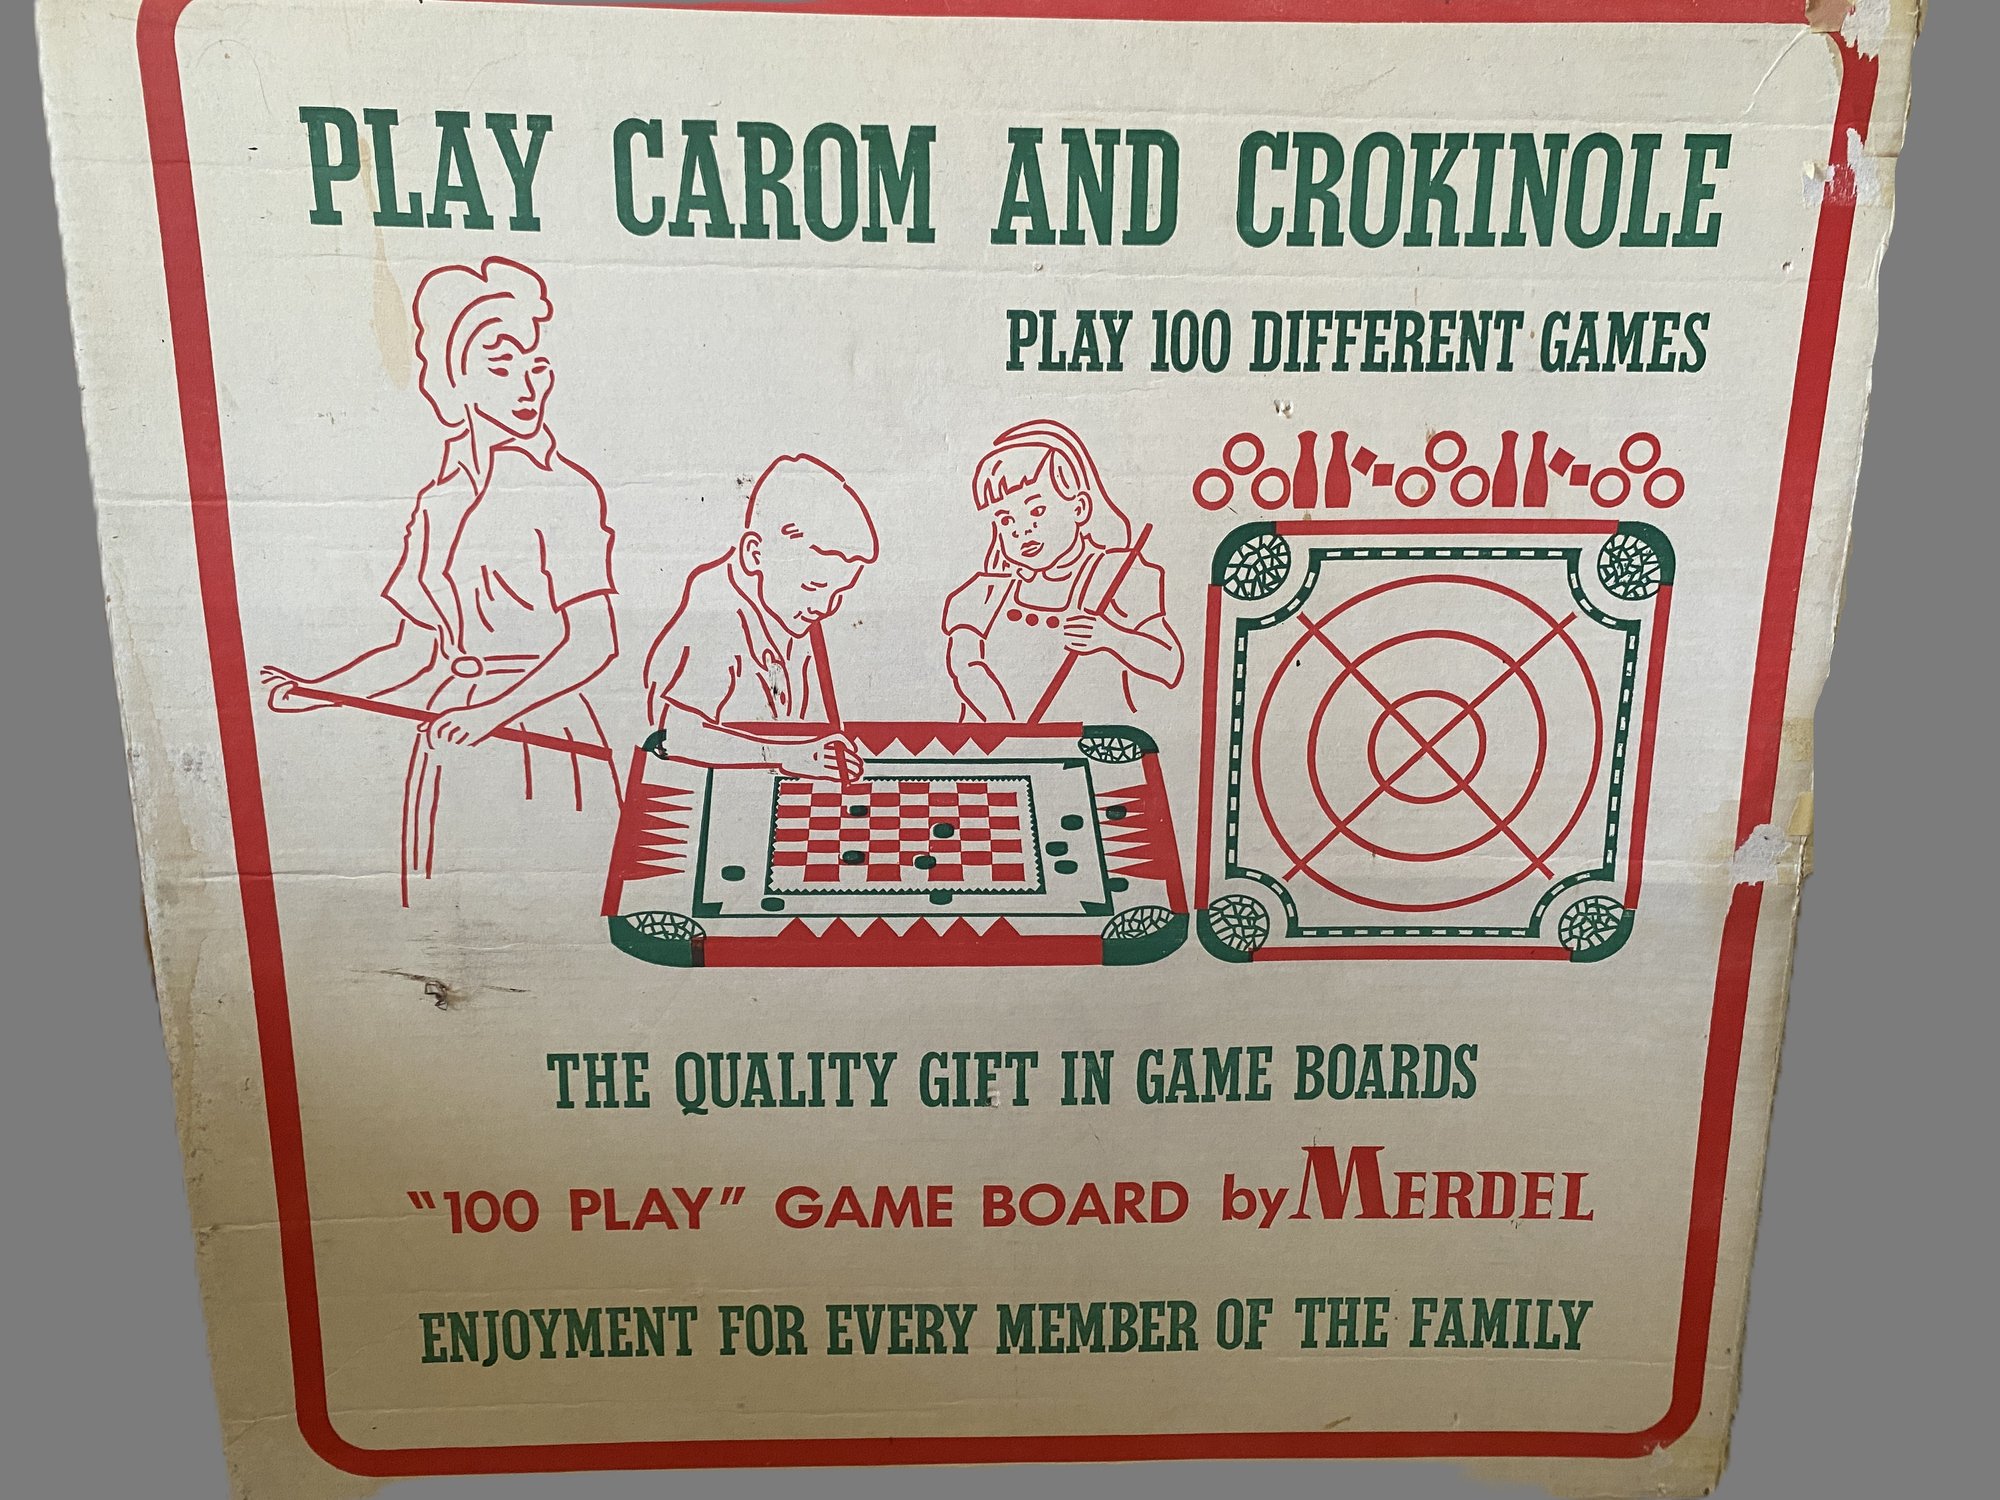 PLAY CAROM AND CROKINOLE
PLAY 100 DIFFERENT GAMES
THE QUALITY GIFT IN GAME BOARDS
"100 PLAY" GAME BOARD by MERDEL
ENJOYMENT FOR EVERY MEMBER OF THE FAMILY